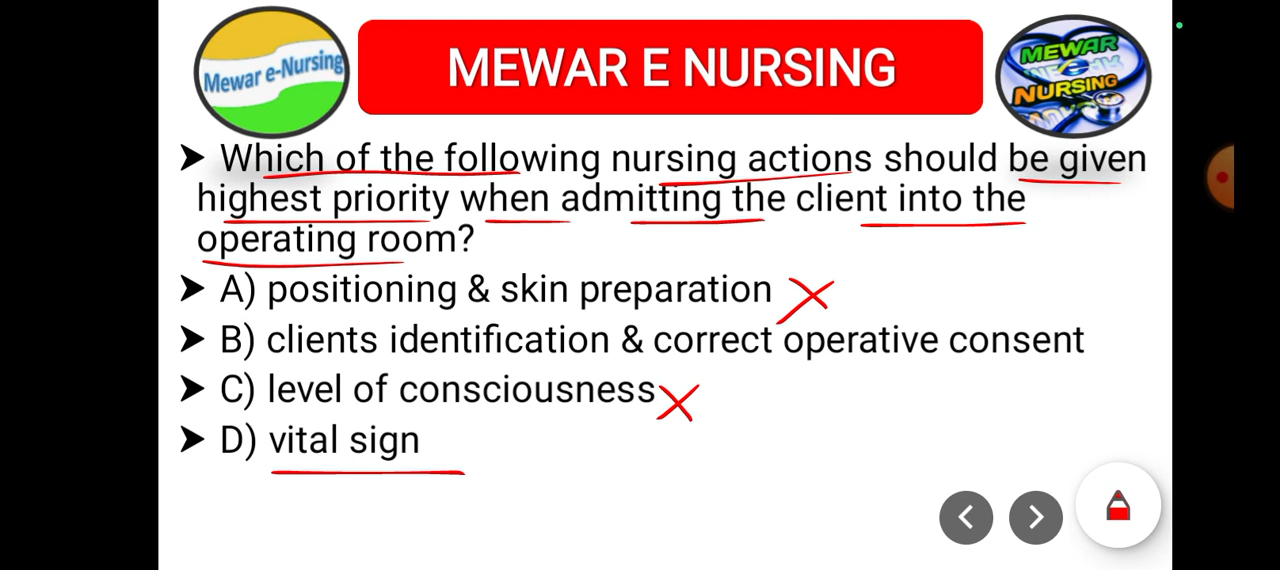 Mewar e-Nursing
MEWAR E NURSING
MEWAR
NURSING
➤ Which of the following nursing actions should be given
highest priority when admitting the client into the
operating room?
➤ A) positioning & skin preparation
➤ B) clients identification & correct operative consent
➤ C) level of consciousness
➤ D) vital sign